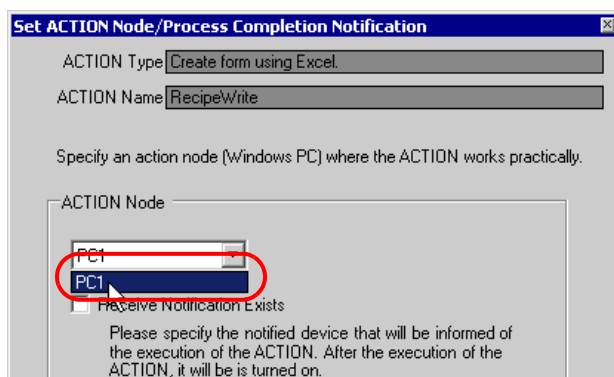 Set ACTION Node/Process Completion Notification
ACTION Type Create form using Excel.
ACTION Name RecipeWrite
Specify an action node (Windows PC) where the ACTION works practically.
ACTION Node
PC1
PC1
Receive Notification Exists
Please specify the notified device that will be informed of
the execution of the ACTION. After the execution of the
ACTION, it will be is turned on.